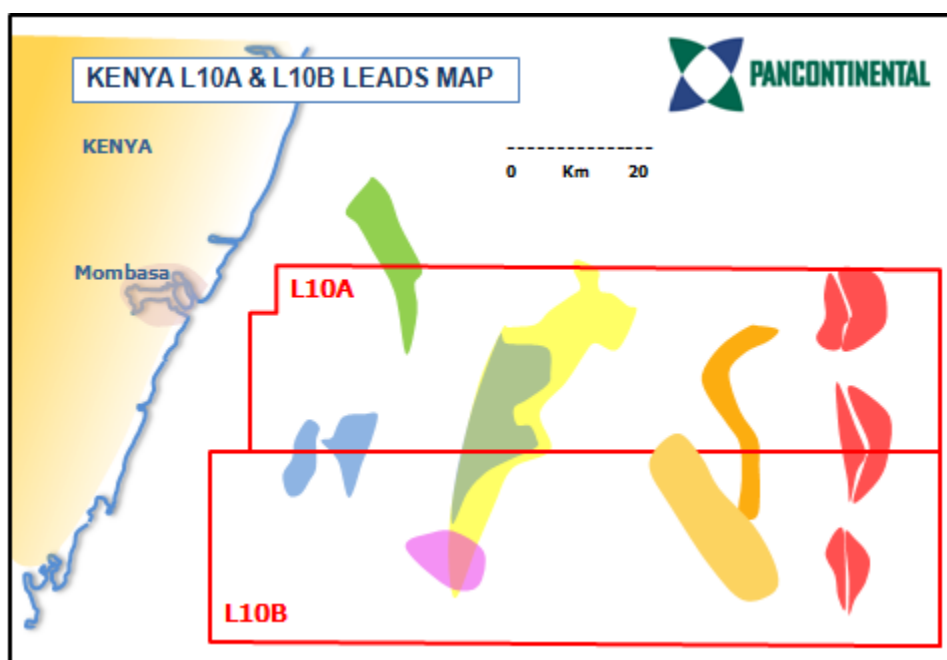 KENYA L10A & L10B LEADS MAP
PANCONTINENTAL
KENYA
0 Km 20
Mombasa
L10A
L10B